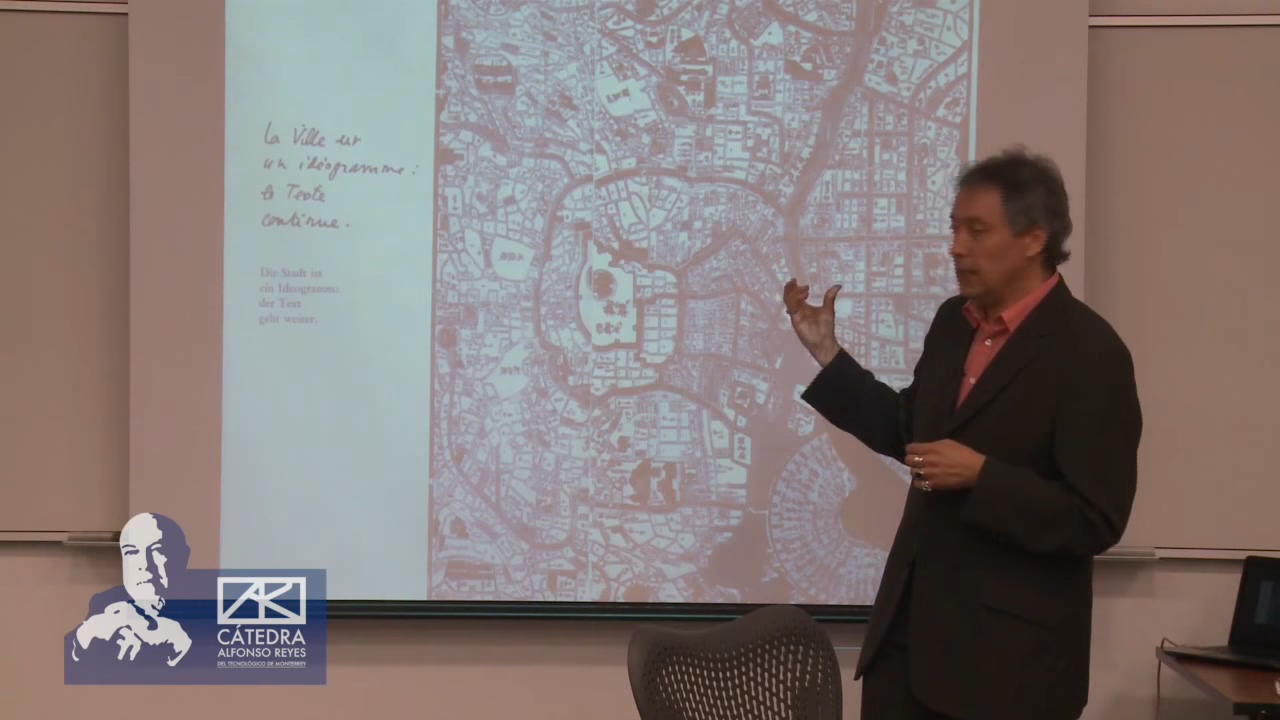 La Ville est
un idéogramme :
le Texte
continue.
Die Stadt ist
ein Ideogramm:
der Text
geht weiter.
CÁTEDRA
ALFONSO REYES
DEL TECNOLÓGICO DE MONTERREY